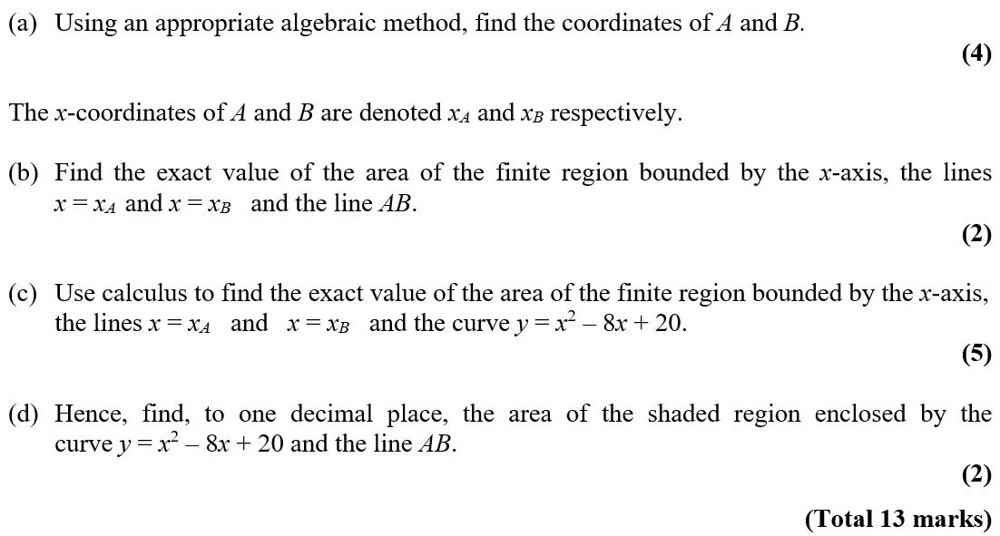 (a) Using an appropriate algebraic method, find the coordinates of A and B.
(4)
The x-coordinates of A and B are denoted x_A and x_B respectively.
(b) Find the exact value of the area of the finite region bounded by the x-axis, the lines
x = x_A and x = x_B and the line AB.
(2)
(c) Use calculus to find the exact value of the area of the finite region bounded by the x-axis,
the lines x = x_A and x = x_B and the curve y = x² – 8x + 20.
(5)
(d) Hence, find, to one decimal place, the area of the shaded region enclosed by the
curve y = x² – 8x + 20 and the line AB.
(2)
(Total 13 marks)